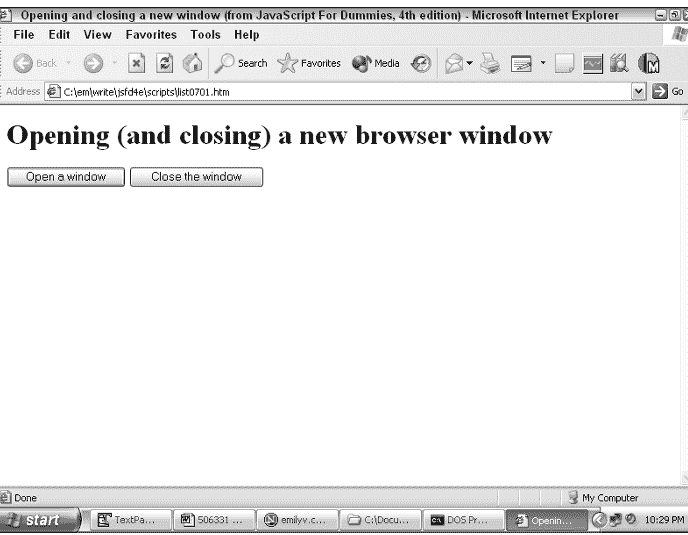 Opening and closing a new window (from JavaScript For Dummies, 4th edition) - Microsoft Internet Explorer
File Edit View Favorites Tools Help
Back Search Favorites Media
Address C:\em\write\jsfd4e\scripts\list0701.htm Go
Opening (and closing) a new browser window
Open a window Close the window
Done My Computer
start TextPa... 506331 ... emilyv.c... C:\Docu... DOS Pr... Openin... 10:29 PM